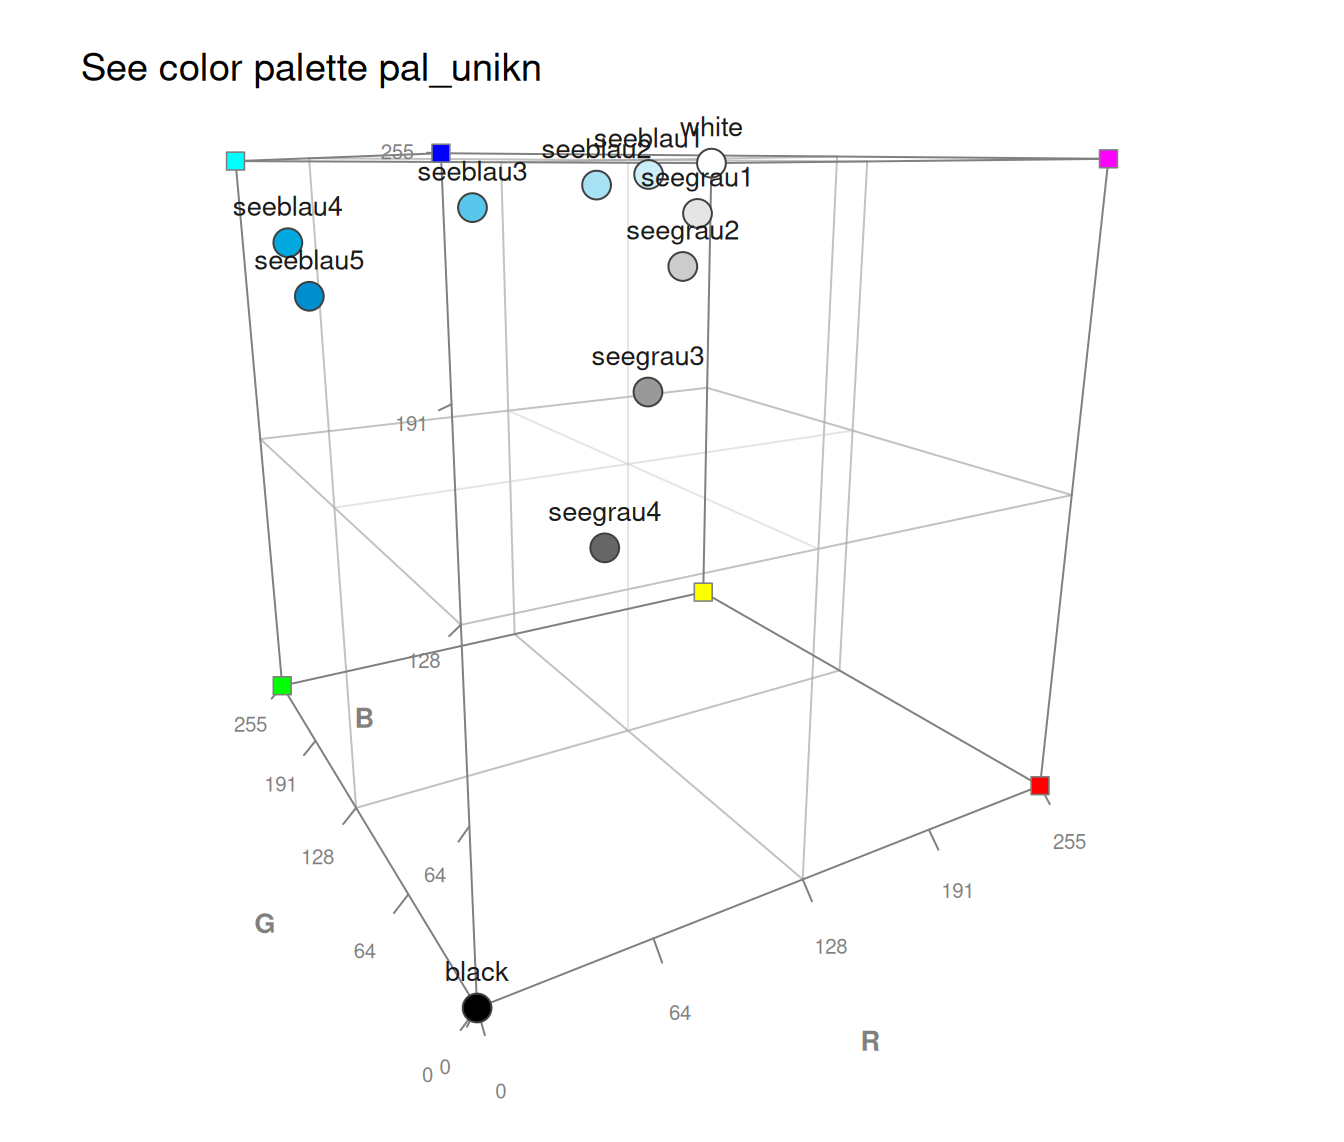 See color palette pal_unikn
white
seeblau1
255
seeblau2
seeblau3
seegrau1
seeblau4
seegrau2
seeblau5
seegrau3
191
seegrau4
128
B
255
191
128
64
G
64
black
255
191
128
64
R
0
0
0